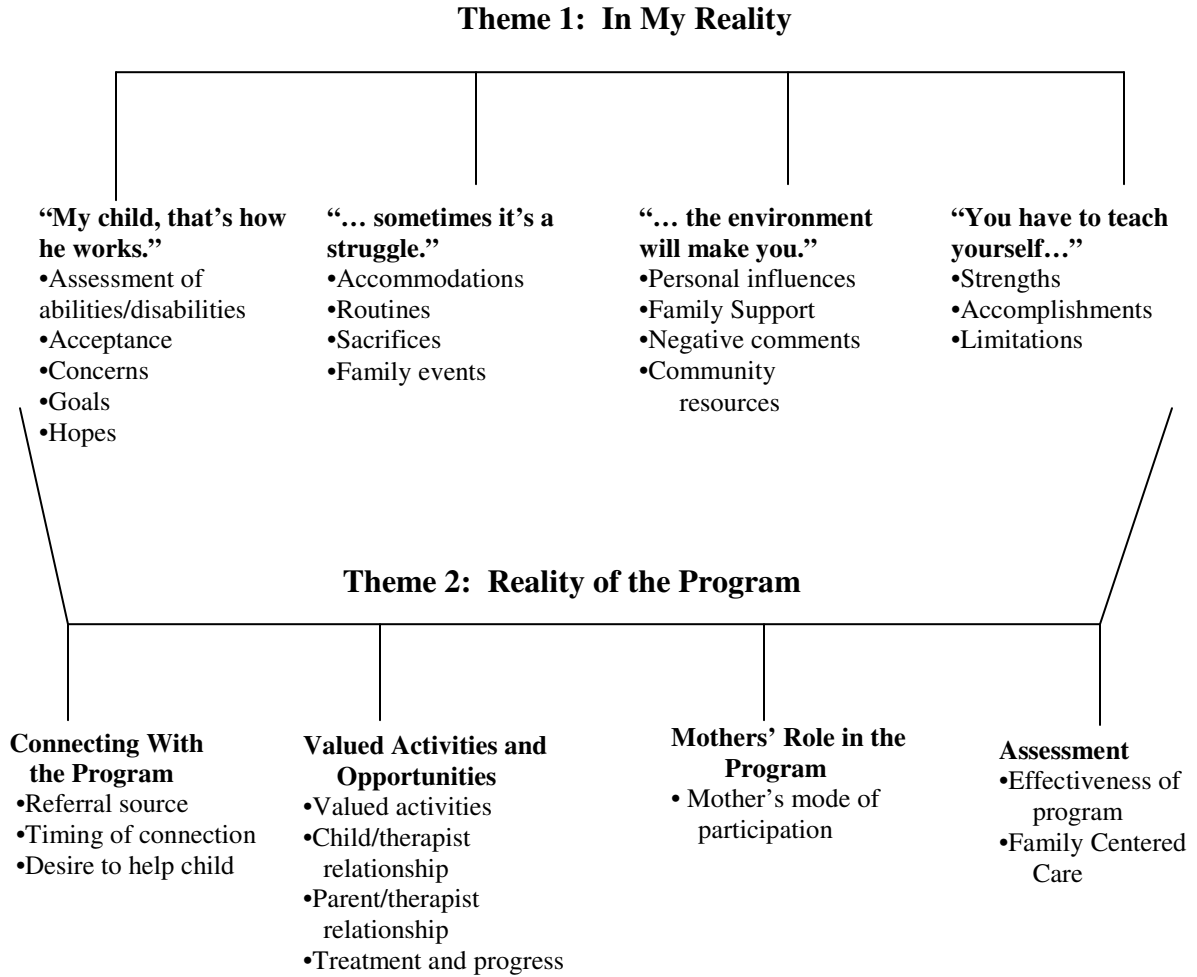 Theme 1: In My Reality
“My child, that’s how
he works.”
•Assessment of
abilities/disabilities
•Acceptance
•Concerns
•Goals
•Hopes
“… sometimes it’s a
struggle.”
•Accommodations
•Routines
•Sacrifices
•Family events
“… the environment
will make you.”
•Personal influences
•Family Support
•Negative comments
•Community
resources
“You have to teach
yourself…”
•Strengths
•Accomplishments
•Limitations
Theme 2: Reality of the Program
Connecting With
the Program
•Referral source
•Timing of connection
•Desire to help child
Valued Activities and
Opportunities
•Valued activities
•Child/therapist
relationship
•Parent/therapist
relationship
•Treatment and progress
Mothers’ Role in the
Program
• Mother’s mode of
participation
Assessment
•Effectiveness of
program
•Family Centered
Care